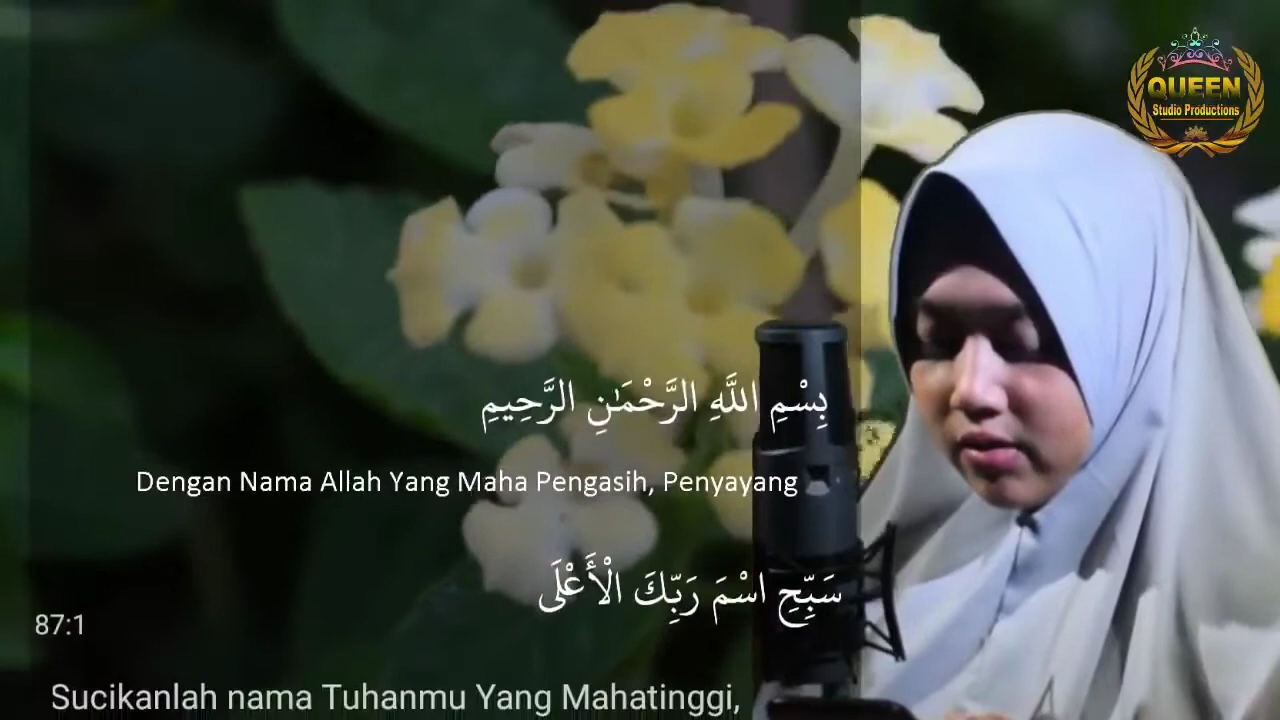 QUEEN
Studio Productions
بِسْمِ اللَّهِ الرَّحْمَـٰنِ الرَّحِيمِ
Dengan Nama Allah Yang Maha Pengasih, Penyayang
سَبِّحِ اسْمَ رَبِّكَ الْأَعْلَى
87:1
Sucikanlah nama Tuhanmu Yang Mahatinggi,